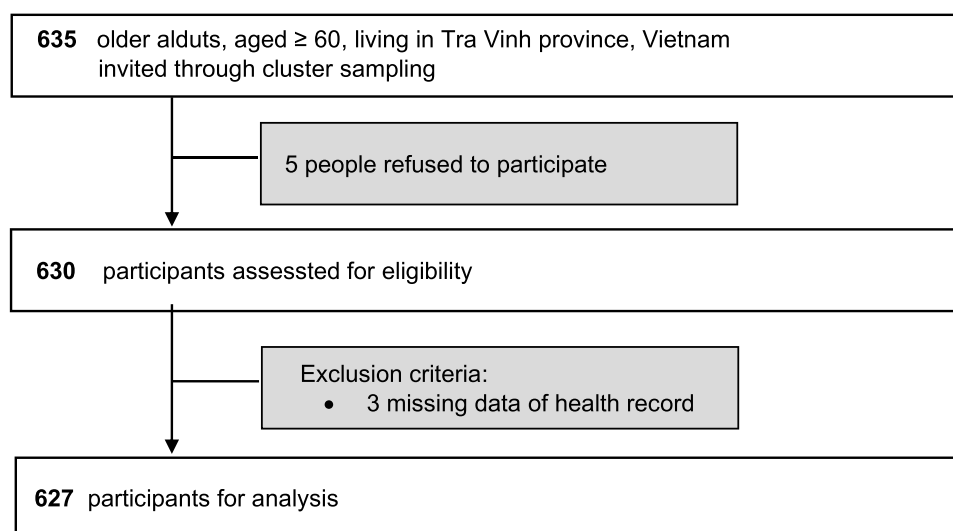 635 older alduts, aged ≥ 60, living in Tra Vinh province, Vietnam
invited through cluster sampling
5 people refused to participate
630 participants assessted for eligibility
Exclusion criteria:
• 3 missing data of health record
627 participants for analysis